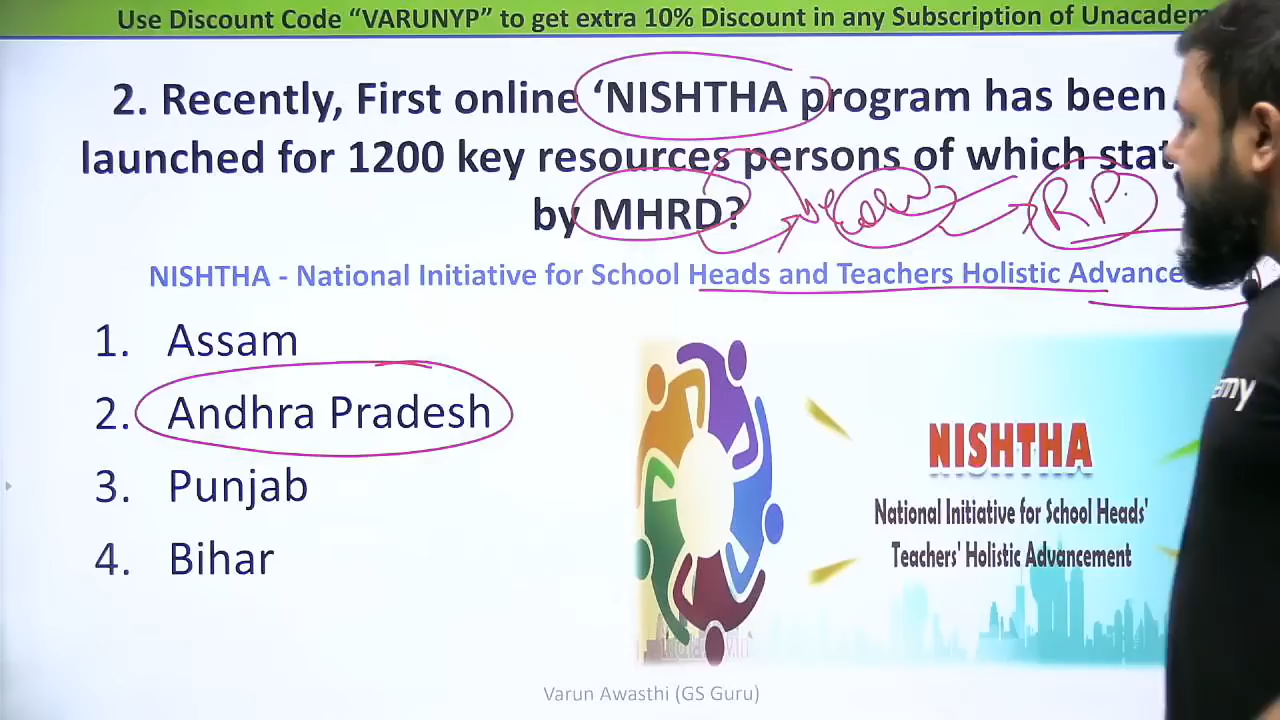 Use Discount Code “VARUNYP” to get extra 10% Discount in any Subscription of Unacadem
2. Recently, First online ‘NISHTHA program has been
launched for 1200 key resources persons of which stat
by MHRD?
RP.
NISHTHA - National Initiative for School Heads and Teachers Holistic Advance
1. Assam
2. Andhra Pradesh
3. Punjab
4. Bihar
NISHTHA
National Initiative for School Heads'
Teachers' Holistic Advancement
my
Varun Awasthi (GS Guru)